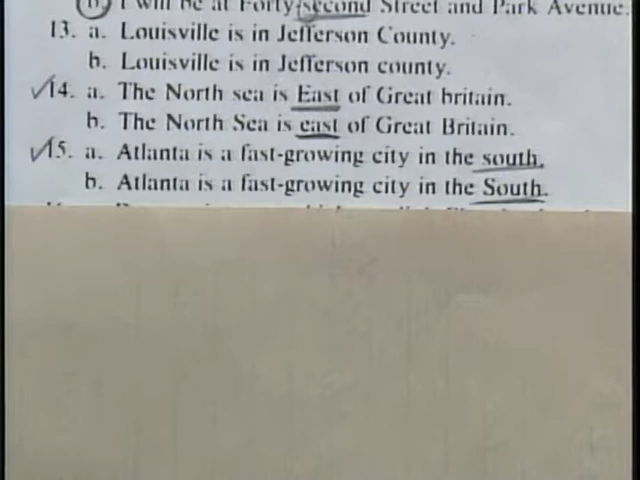 (b) I will be at Forty-second Street and Park Avenue.
13. a. Louisville is in Jefferson County.
b. Louisville is in Jefferson county.
14. a. The North sea is East of Great britain.
b. The North Sea is east of Great Britain.
15. a. Atlanta is a fast-growing city in the south.
b. Atlanta is a fast-growing city in the South.